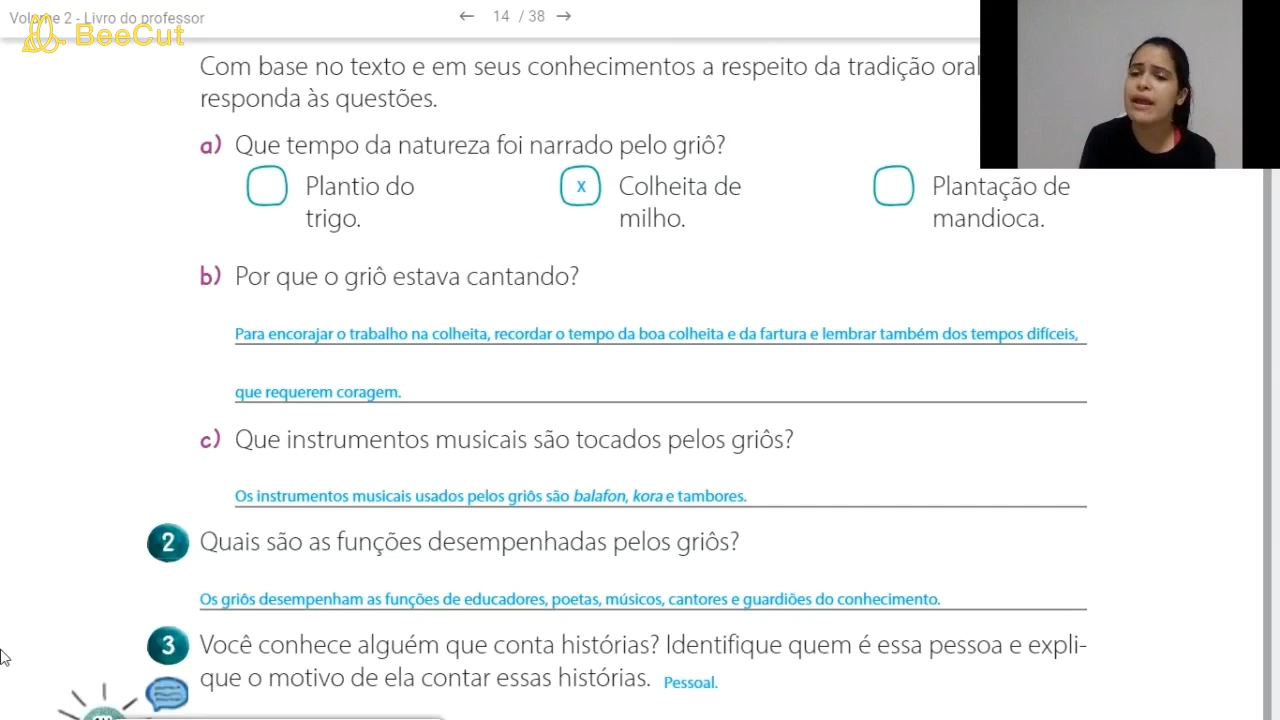 Volume 2 - Livro do professor
14 / 38
BeeCut
Com base no texto e em seus conhecimentos a respeito da tradição oral
responda às questões.
a) Que tempo da natureza foi narrado pelo griô?
Plantio do
trigo.
x Colheita de
milho.
Plantação de
mandioca.
b) Por que o griô estava cantando?
Para encorajar o trabalho na colheita, recordar o tempo da boa colheita e da fartura e lembrar também dos tempos difíceis,
que requerem coragem.
c) Que instrumentos musicais são tocados pelos griôs?
Os instrumentos musicais usados pelos griôs são balafon, kora e tambores.
2 Quais são as funções desempenhadas pelos griôs?
Os griôs desempenham as funções de educadores, poetas, músicos, cantores e guardiões do conhecimento.
3 Você conhece alguém que conta histórias? Identifique quem é essa pessoa e expli-
que o motivo de ela contar essas histórias. Pessoal.